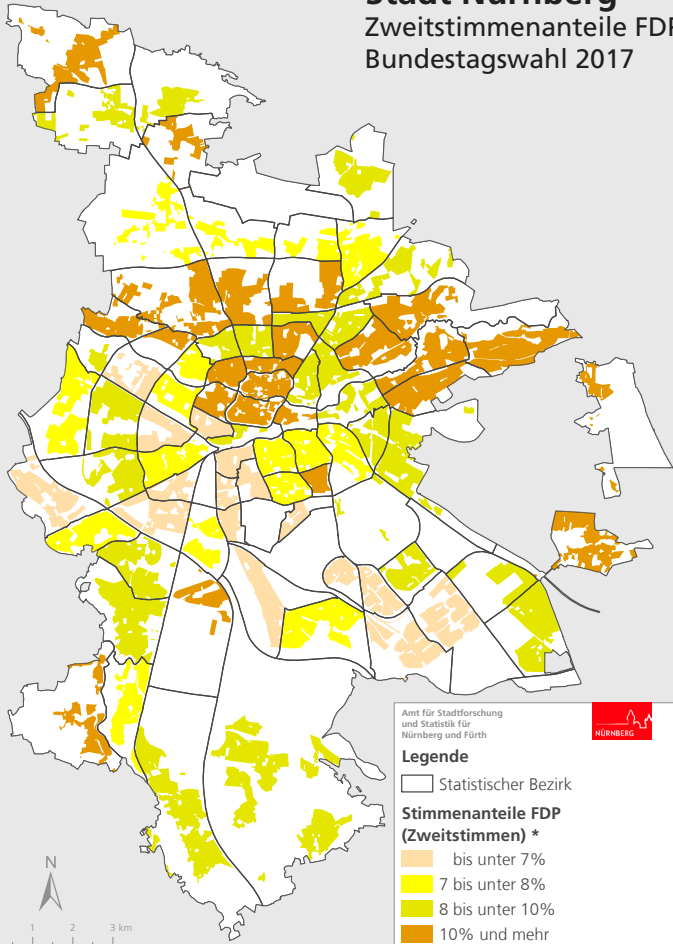 Stadt Nürnberg
Zweitstimmenanteile FDP
Bundestagswahl 2017
Amt für Stadtforschung
und Statistik für
Nürnberg und Fürth
NÜRNBERG
Legende
Statistischer Bezirk
Stimmenanteile FDP
(Zweitstimmen) *
bis unter 7%
7 bis unter 8%
8 bis unter 10%
10% und mehr
N
1 2 3 km